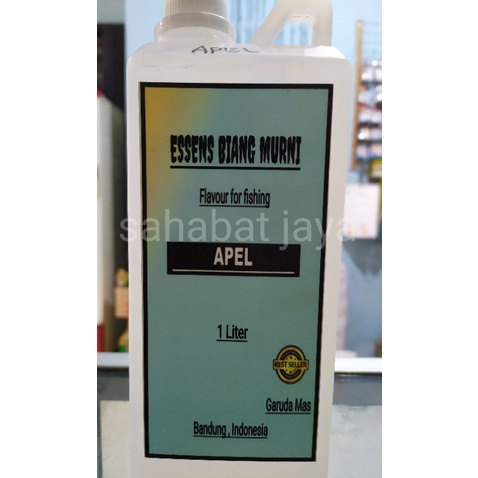 APEL
ESSENS BIANG MURNI
Flavour for fishing
sahabat jaya
APEL
1 Liter
BEST SELLER
Garuda Mas
Bandung , Indonesia